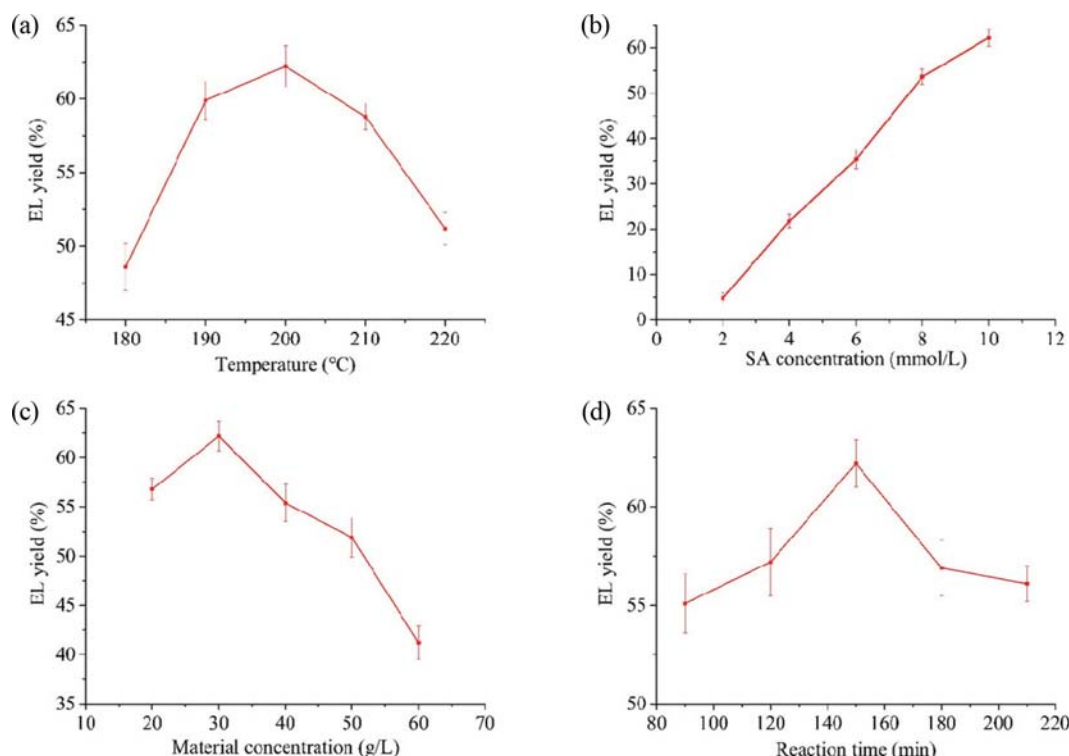 (a)
65
60
55
50
45
EL yield (%)
180 190 200 210 220
Temperature (°C)
(b)
60
50
40
30
20
10
0
EL yield (%)
0 2 4 6 8 10 12
SA concentration (mmol/L)
(c)
65
60
55
50
45
40
35
EL yield (%)
10 20 30 40 50 60 70
Material concentration (g/L)
(d)
65
60
55
50
EL yield (%)
80 100 120 140 160 180 200 220
Reaction time (min)